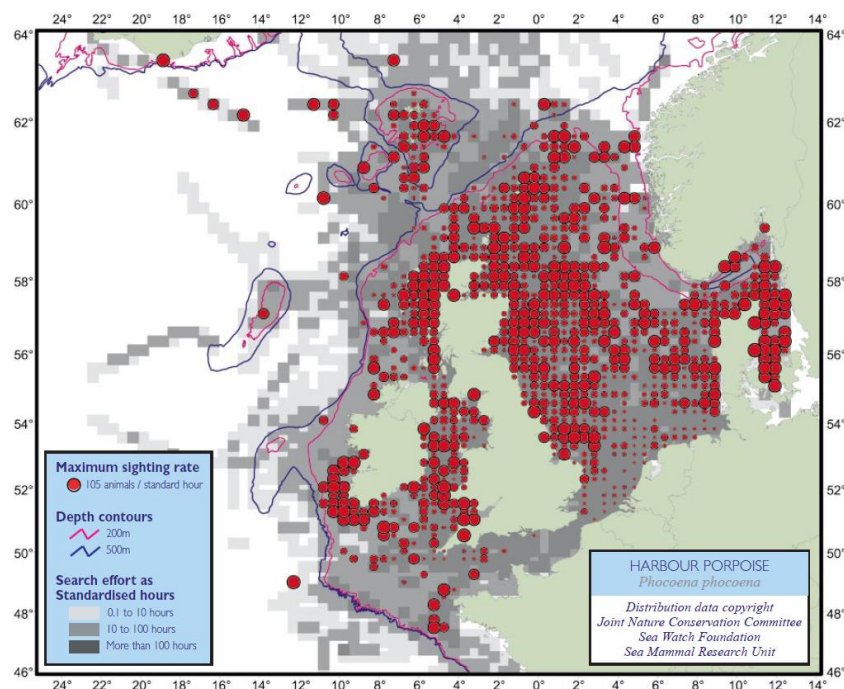 24° 22° 20° 18° 16° 14° 12° 10° 8° 6° 4° 2° 0° 2° 4° 6° 8° 10° 12° 14°
64° 64°
62° 62°
60° 60°
58° 58°
56° 56°
54° 54°
52° 52°
50° 50°
48° 48°
46° 46°
Maximum sighting rate
105 animals / standard hour
Depth contours
200m
500m
Search effort as
Standardised hours
0.1 to 10 hours
10 to 100 hours
More than 100 hours
HARBOUR PORPOISE
Phocoena phocoena
Distribution data copyright
Joint Nature Conservation Committee
Sea Watch Foundation
Sea Mammal Research Unit
24° 22° 20° 18° 16° 14° 12° 10° 8° 6° 4° 2° 0° 2° 4° 6° 8° 10° 12° 14°